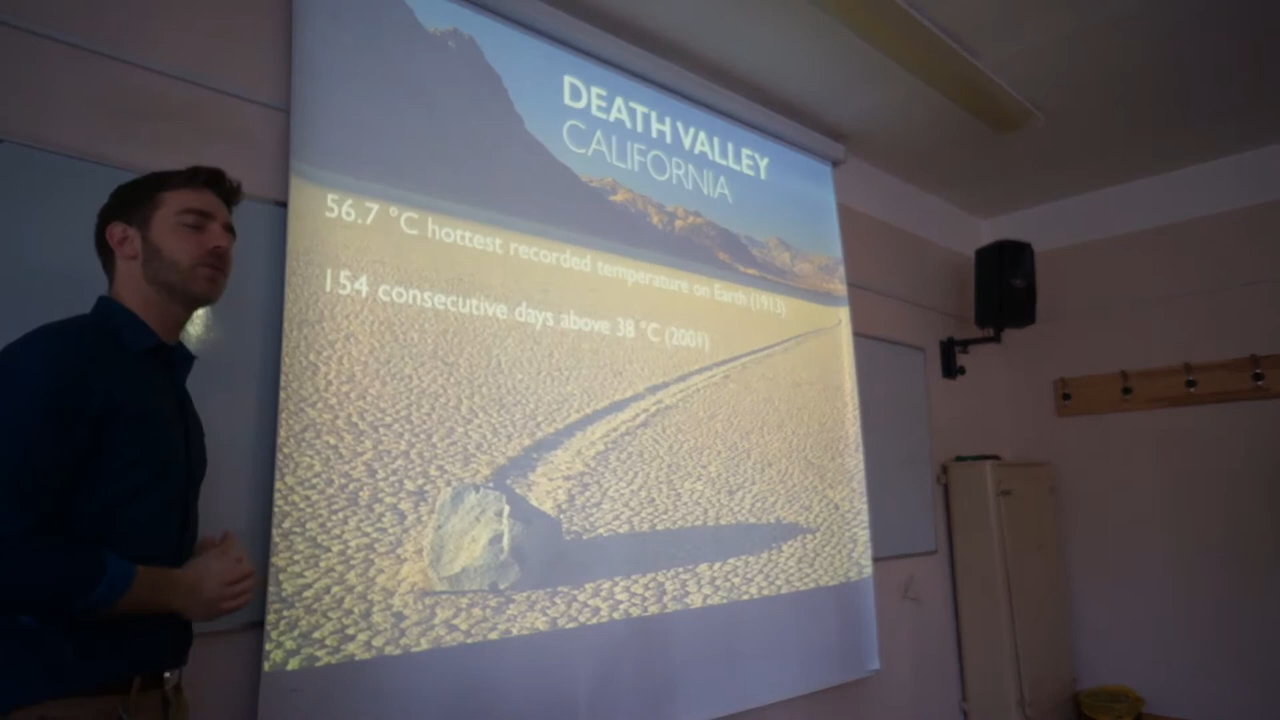 DEATH VALLEY
CALIFORNIA
56.7 °C hottest recorded temperature on Earth (1913)
154 consecutive days above 38 °C (2001)